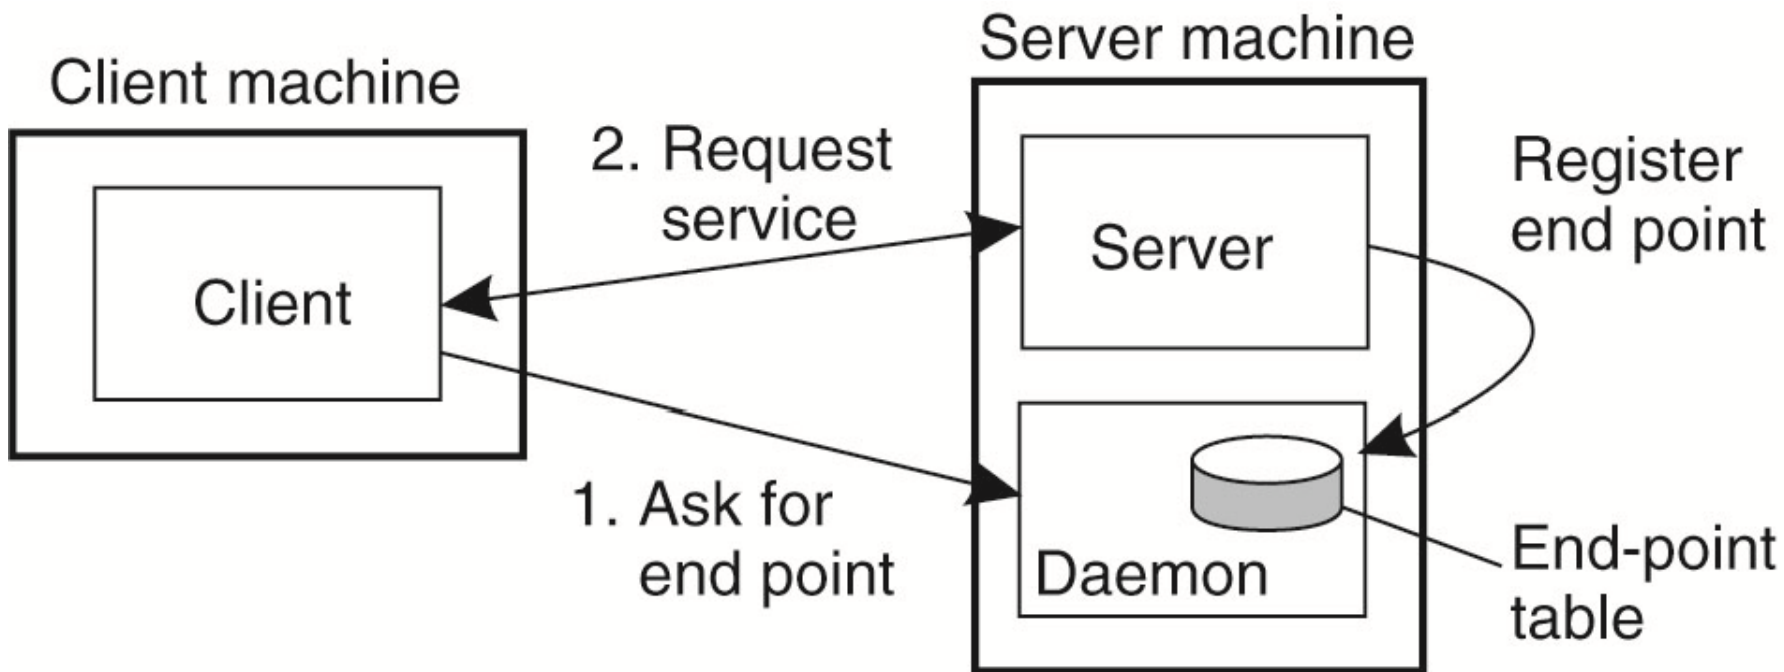 Client machine
Server machine
2. Request
service
Register
end point
Server
Client
1. Ask for
end point
Daemon
End-point
table